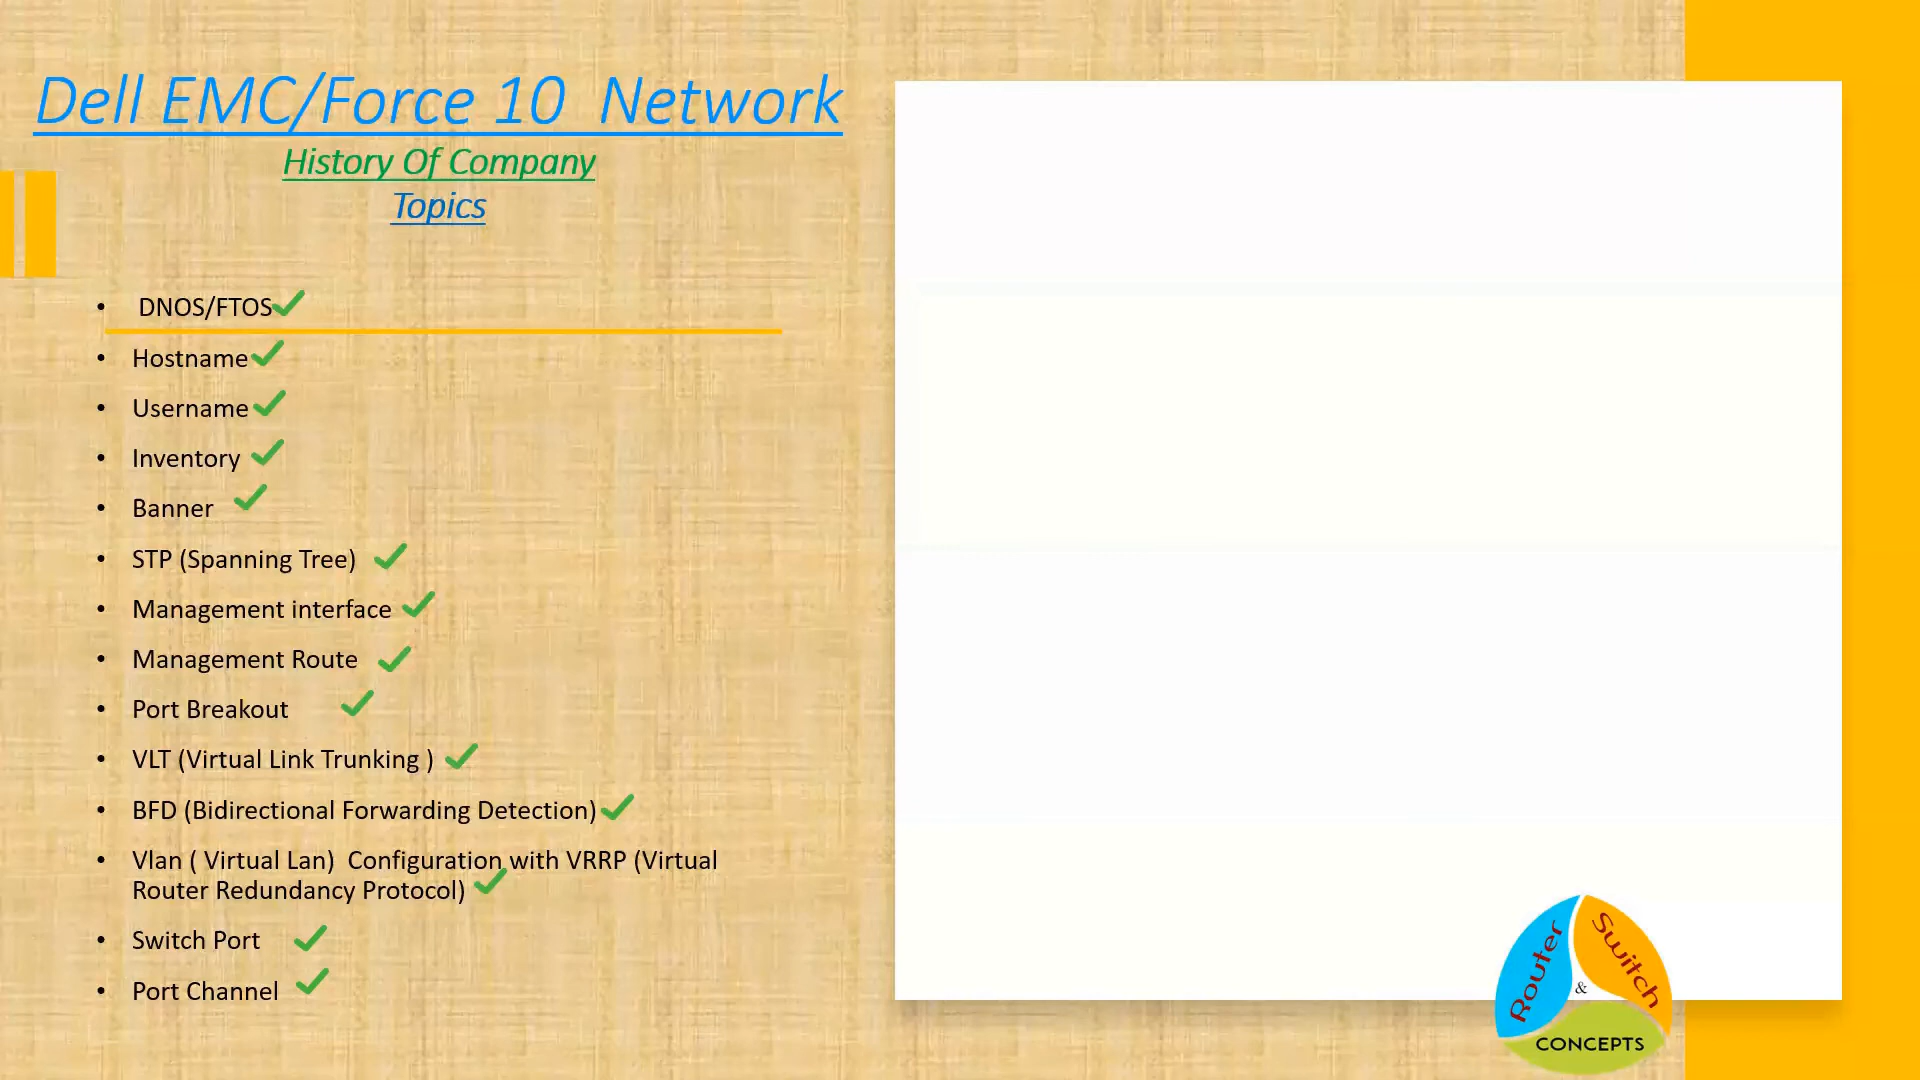 Dell EMC/Force 10  Network
History Of Company
Topics
• DNOS/FTOS
• Hostname
• Username
• Inventory
• Banner
• STP (Spanning Tree)
• Management interface
• Management Route
• Port Breakout
• VLT (Virtual Link Trunking )
• BFD (Bidirectional Forwarding Detection)
• Vlan ( Virtual Lan)  Configuration with VRRP (Virtual
Router Redundancy Protocol)
• Switch Port
• Port Channel
Router
&
Switch
CONCEPTS